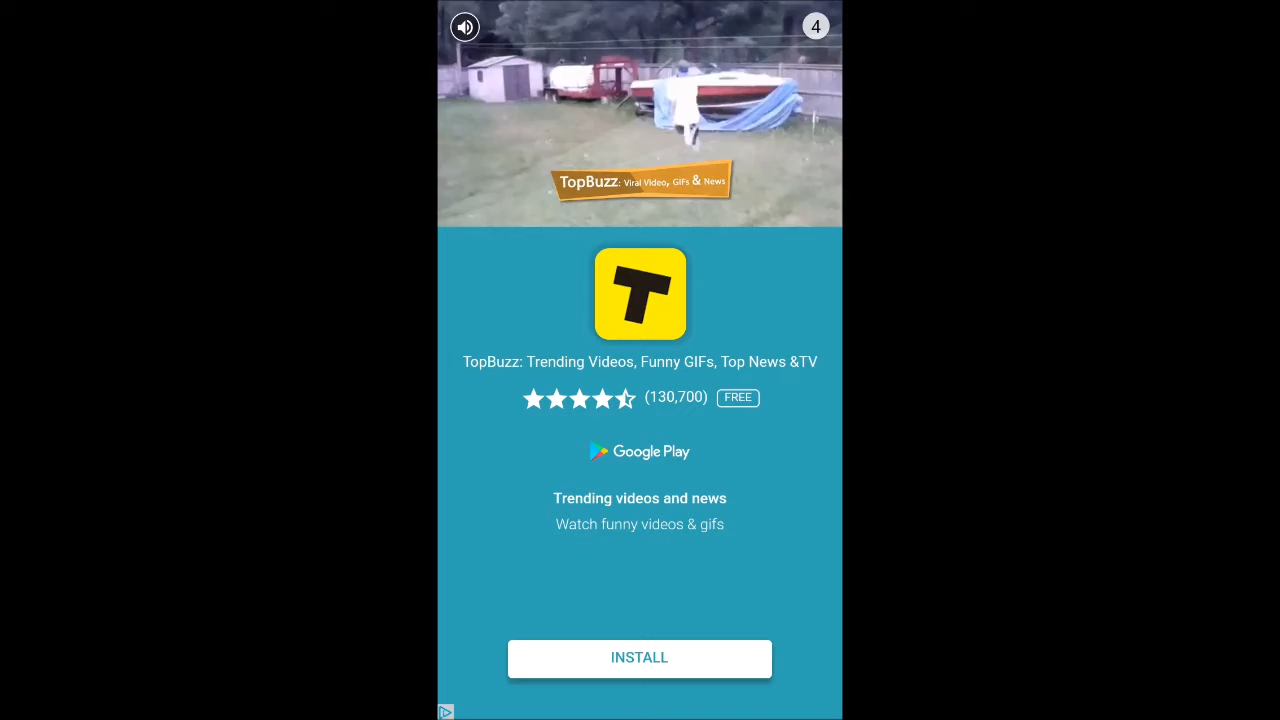 4
TopBuzz: Viral Video, GIFs & News
T
TopBuzz: Trending Videos, Funny GIFs, Top News &TV
(130,700) FREE
Google Play
Trending videos and news
Watch funny videos & gifs
INSTALL